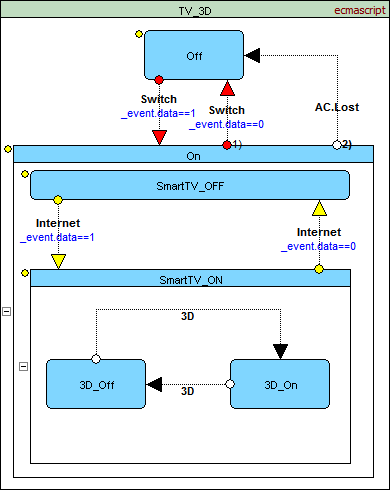 TV_3D
ecmascript
Off
Switch
_event.data==1
Switch
_event.data==0
AC.Lost
1)
2)
On
SmartTV_OFF
Internet
_event.data==1
Internet
_event.data==0
SmartTV_ON
3D
3D_Off
3D_On
3D